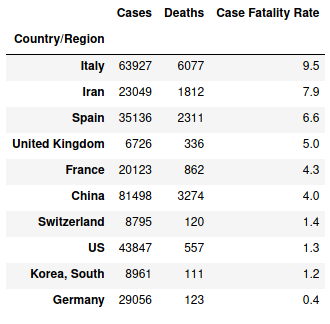 Cases Deaths Case Fatality Rate
Country/Region
Italy 63927 6077 9.5
Iran 23049 1812 7.9
Spain 35136 2311 6.6
United Kingdom 6726 336 5.0
France 20123 862 4.3
China 81498 3274 4.0
Switzerland 8795 120 1.4
US 43847 557 1.3
Korea, South 8961 111 1.2
Germany 29056 123 0.4